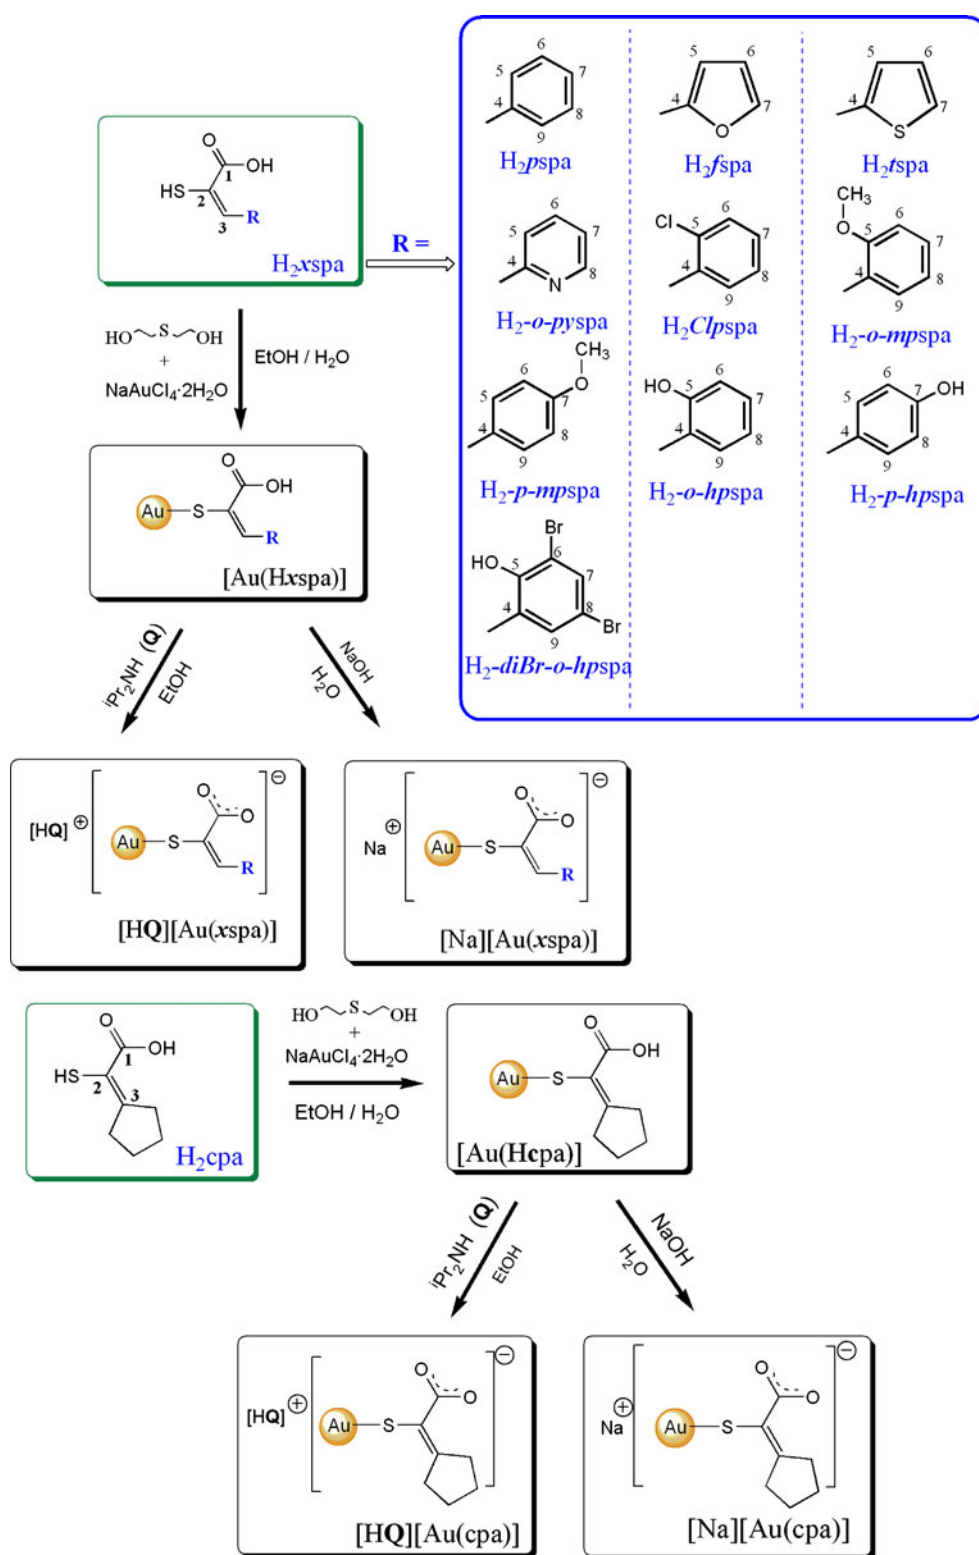 O
OH
1
HS
2
3
R
H₂xspa
R =
6
5
7
4
8
9
H₂pspa
5
6
4
7
O
H₂fspa
5
6
4
7
S
H₂tspa
6
5
7
4
8
N
H₂-o-pyspa
Cl
6
5
7
4
8
9
H₂Clpspa
O
CH₃
6
5
7
4
8
9
H₂-o-mpspa
CH₃
O
6
5
7
4
8
9
H₂-p-mpspa
HO
6
5
7
4
8
9
H₂-o-hpspa
6
OH
5
7
4
8
9
H₂-p-hpspa
Br
HO
5
6
7
4
8
9
Br
H₂-diBr-o-hpspa
HO
S
OH
+
NaAuCl₄·2H₂O
EtOH / H₂O
O
OH
Au
S
R
[Au(Hxspa)]
ⁱPr₂NH (Q)
EtOH
NaOH
H₂O
[HQ] ⊕
Au
S
O
O
R
⊖
[HQ][Au(xspa)]
Na ⊕
Au
S
O
O
R
⊖
[Na][Au(xspa)]
O
OH
1
HS
2
3
H₂cpa
HO
S
OH
+
NaAuCl₄·2H₂O
EtOH / H₂O
O
OH
Au
S
[Au(Hcpa)]
ⁱPr₂NH (Q)
EtOH
NaOH
H₂O
[HQ] ⊕
Au
S
O
O
⊖
[HQ][Au(cpa)]
Na ⊕
Au
S
O
O
⊖
[Na][Au(cpa)]